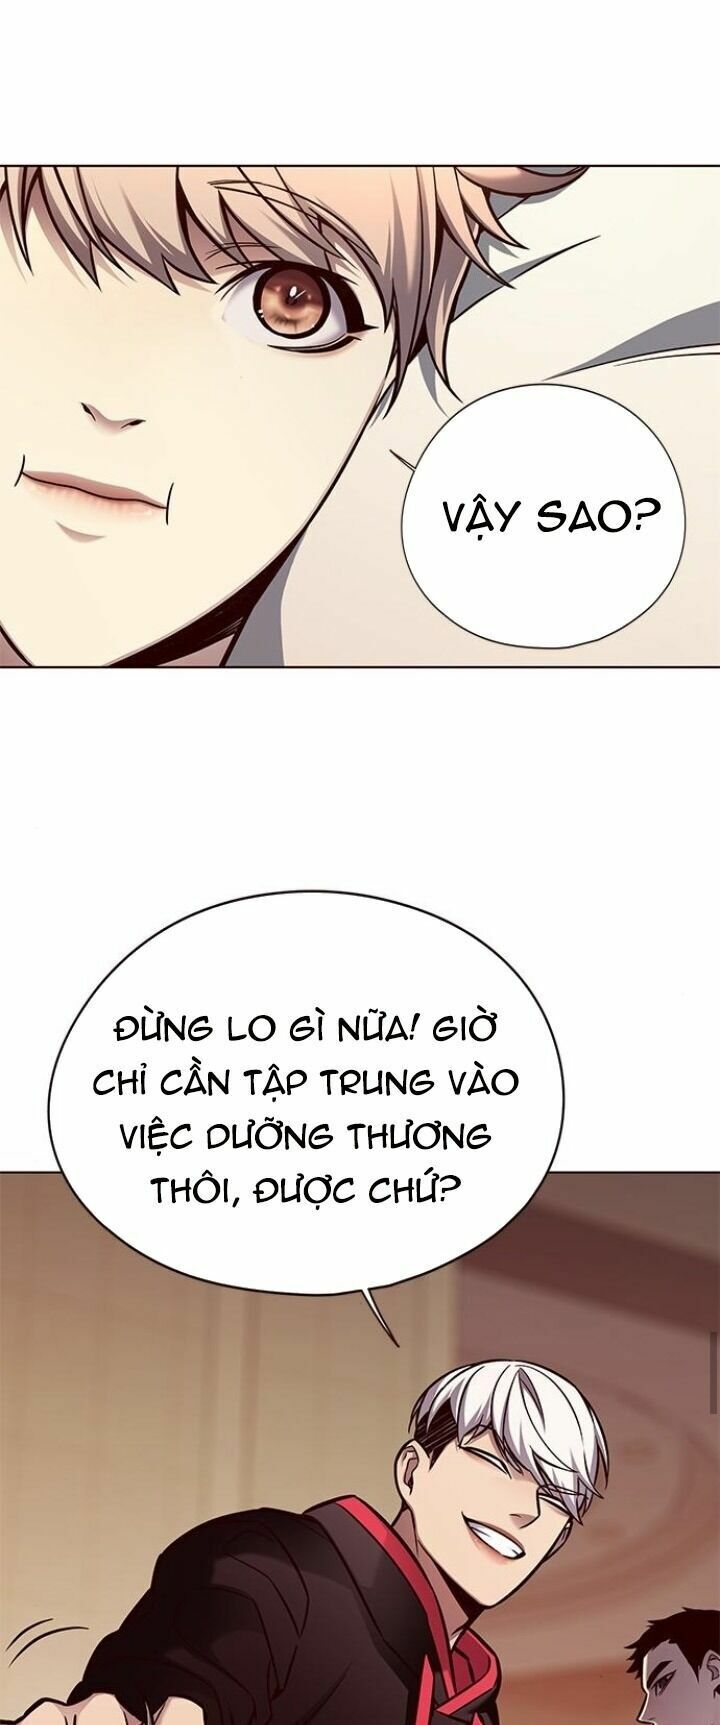 VẬY SAO?
ĐỪNG LO GÌ NỮA! GIỜ
CHỈ CẦN TẬP TRUNG VÀO
VIỆC DƯỠNG THƯƠNG
THÔI, ĐƯỢC CHỨ?